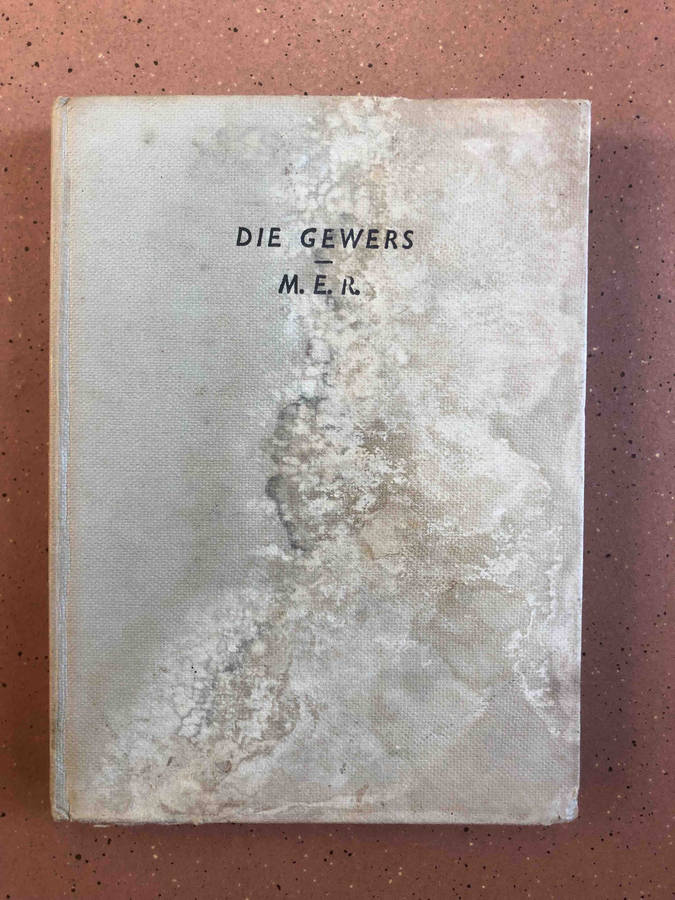 DIE GEWERS
—
M. E. R.